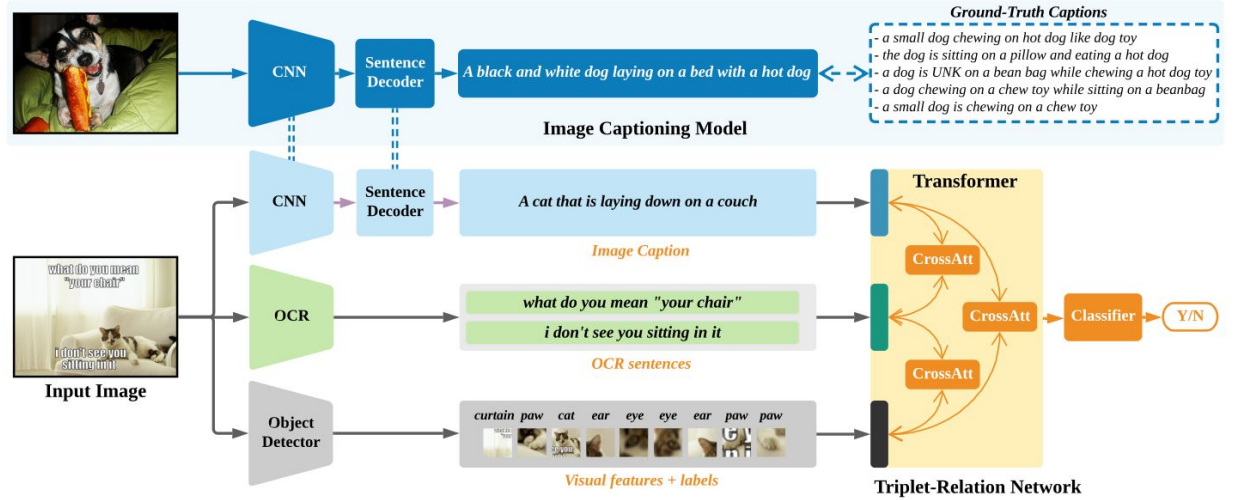 Ground-Truth Captions
- a small dog chewing on hot dog like dog toy
- the dog is sitting on a pillow and eating a hot dog
- a dog is UNK on a bean bag while chewing a hot dog toy
- a dog chewing on a chew toy while sitting on a beanbag
- a small dog is chewing on a chew toy
CNN
Sentence
Decoder
A black and white dog laying on a bed with a hot dog
Image Captioning Model
CNN
Sentence
Decoder
A cat that is laying down on a couch
Image Caption
Transformer
CrossAtt
CrossAtt
CrossAtt
Classifier
Y/N
what do you mean
"your chair"
i don't see you
sitting in it
Input Image
OCR
what do you mean "your chair"
i don't see you sitting in it
OCR sentences
Object
Detector
curtain paw cat ear eye eye ear paw paw
Visual features + labels
Triplet-Relation Network